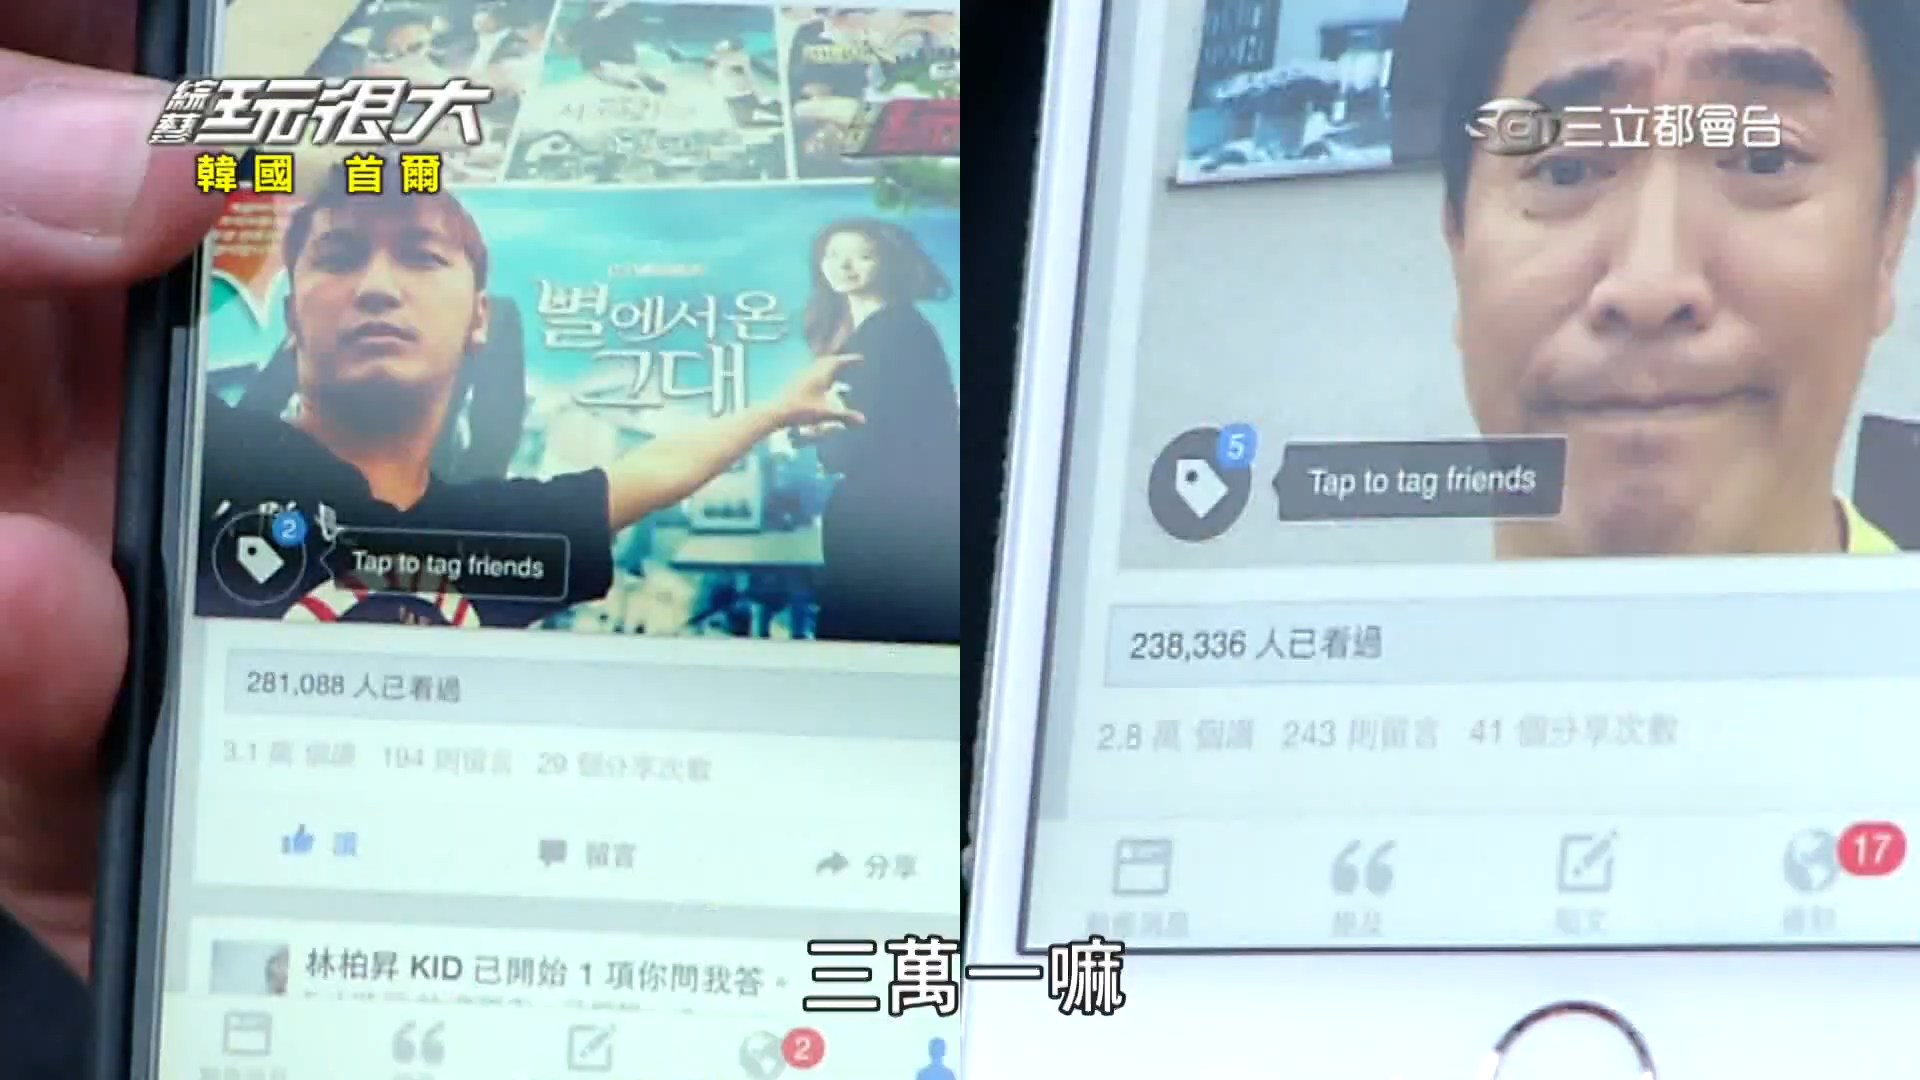 綜藝玩很大
韓國 首爾
SET 三立都會台
별에서 온
그대
2
Tap to tag friends
281,088 人已看過
3.1 萬 個讚 194 則留言 29 個分享次數
讚 留言 分享
林柏昇 KID 已開始 1 項你問我答。
2
5
Tap to tag friends
238,336 人已看過
2.8 萬 個讚 243 則留言 41 個分享次數
17
三萬一嘛